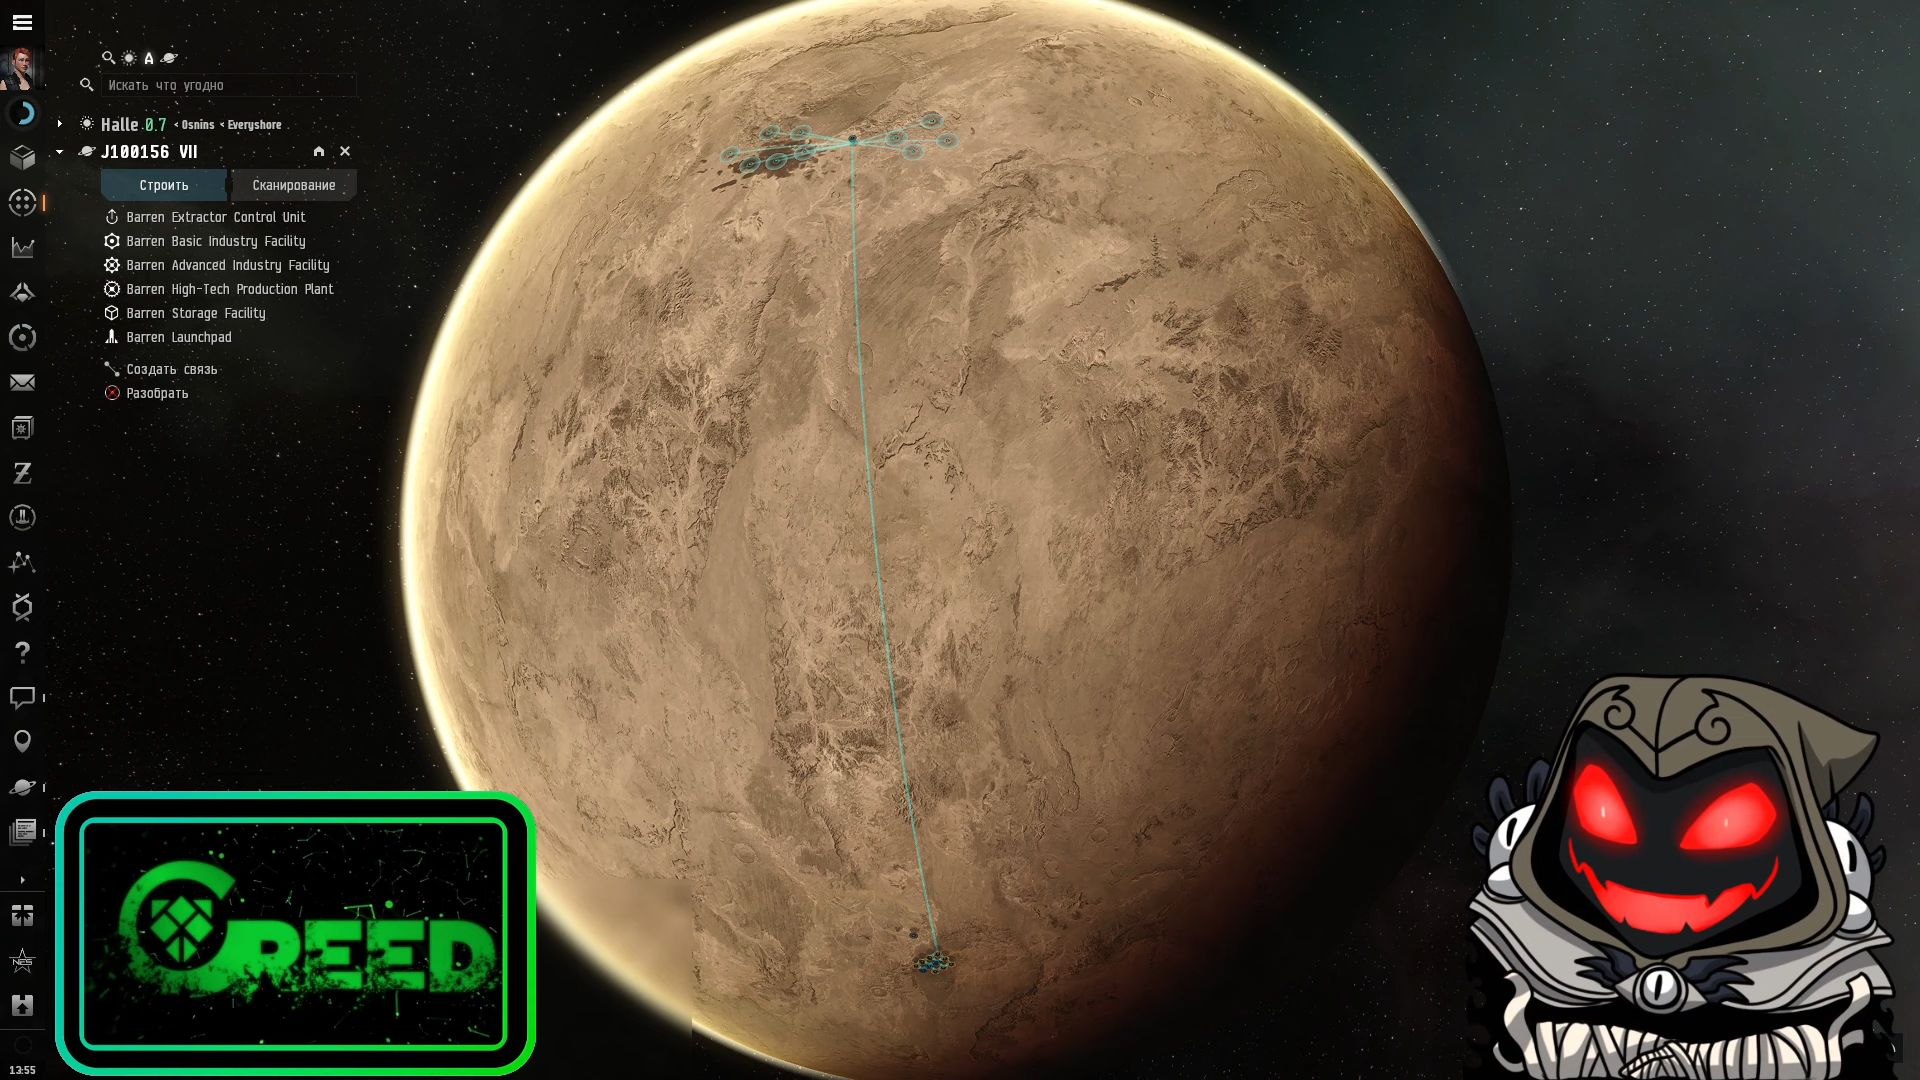 Искать что угодно
Halle 0.7 < Osnins < Everyshore
J100156 VII
Строить Сканирование
Barren Extractor Control Unit
Barren Basic Industry Facility
Barren Advanced Industry Facility
Barren High-Tech Production Plant
Barren Storage Facility
Barren Launchpad
Создать связь
Разобрать
CREED
NES
13:55